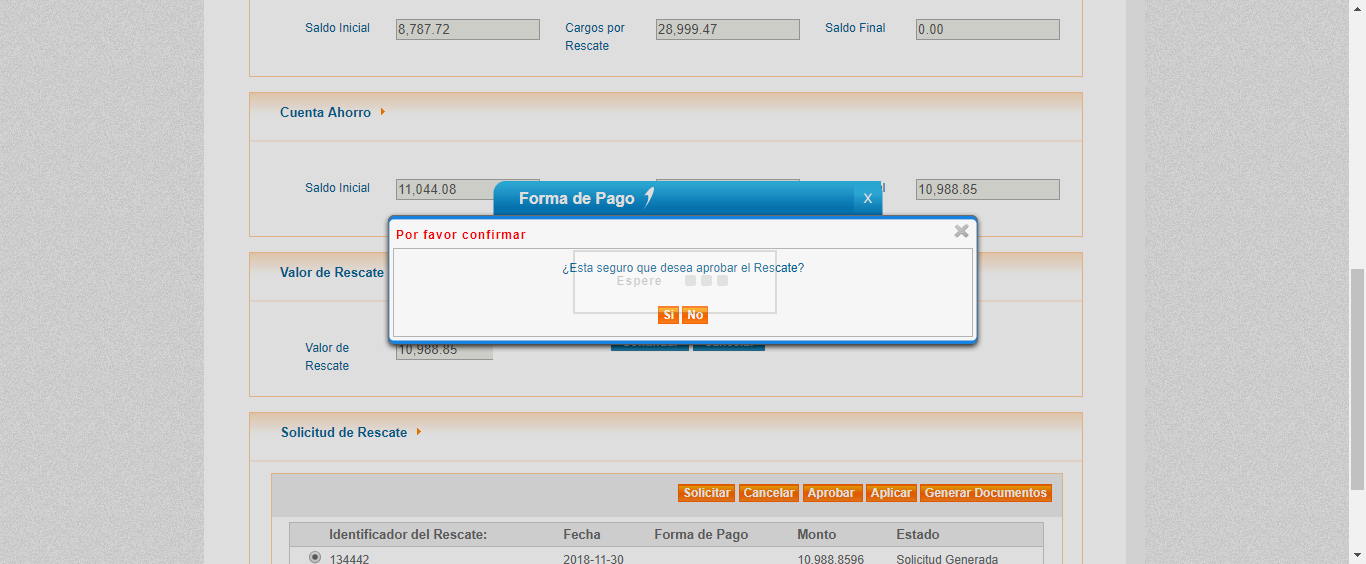 Saldo Inicial 8,787.72 Cargos por Rescate 28,999.47 Saldo Final 0.00
Cuenta Ahorro
Saldo Inicial 11,044.08 10,988.85
Forma de Pago X
Por favor confirmar
¿Esta seguro que desea aprobar el Rescate?
Espere
Si No
Valor de Rescate
Valor de Rescate 10,988.85
Solicitud de Rescate
Solicitar Cancelar Aprobar Aplicar Generar Documentos
Identificador del Rescate: Fecha Forma de Pago Monto Estado
134442 2018-11-30 10,988.8596 Solicitud Generada